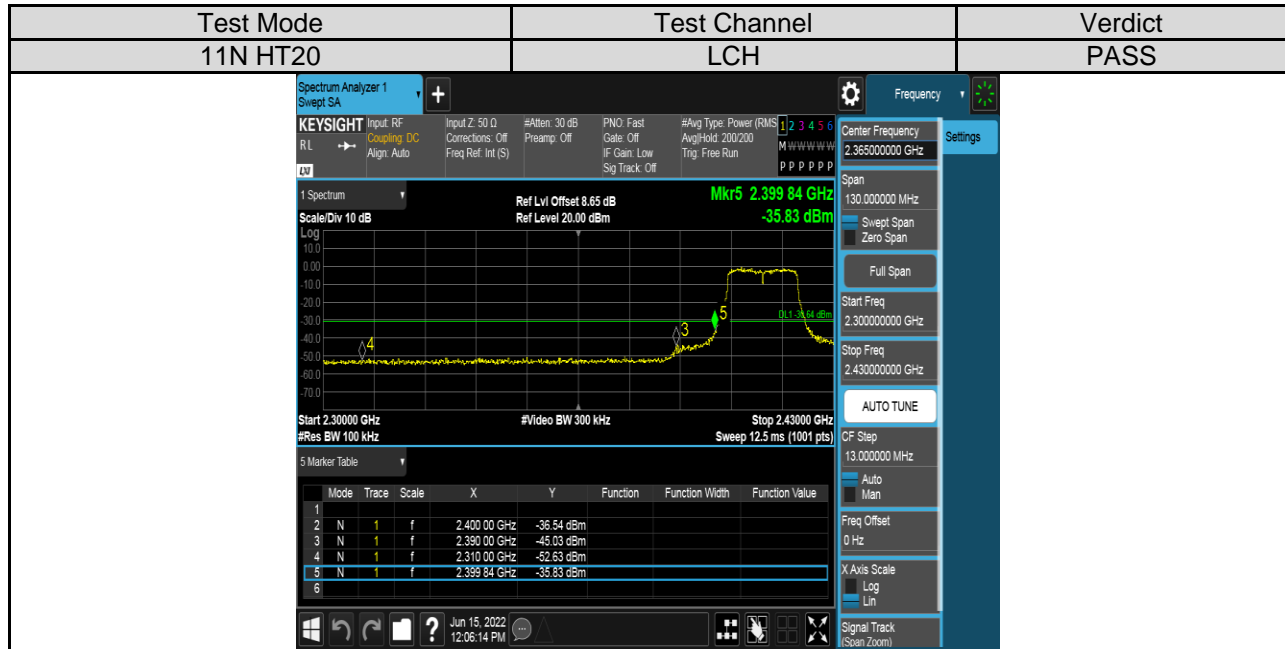 Test Mode Test Channel Verdict
11N HT20 LCH PASS
Spectrum Analyzer 1
Swept SA
+
Frequency
KEYSIGHT Input: RF Input Z: 50 Ω #Atten: 30 dB PNO: Fast #Avg Type: Power (RMS 1 2 3 4 5 6
RL Coupling: DC Corrections: Off Preamp: Off Gate: Off Avg|Hold: 200/200 M W W W W W
Align: Auto Freq Ref: Int (S) IF Gain: Low Trig: Free Run
LXI Sig Track: Off P P P P P P
1 Spectrum Ref Lvl Offset 8.65 dB Mkr5 2.399 84 GHz
Scale/Div 10 dB Ref Level 20.00 dBm -35.83 dBm
Log
10.0
0.00
-10.0
-20.0
-30.0
-40.0
-50.0
-60.0
-70.0
5
3
4
Start 2.30000 GHz #Video BW 300 kHz Stop 2.43000 GHz
#Res BW 100 kHz Sweep 12.5 ms (1001 pts)
5 Marker Table
Mode Trace Scale X Y Function Function Width Function Value
1
2 N 1 f 2.400 00 GHz -36.54 dBm
3 N 1 f 2.390 00 GHz -45.03 dBm
4 N 1 f 2.310 00 GHz -52.63 dBm
5 N 1 f 2.399 84 GHz -35.83 dBm
6
? Jun 15, 2022
12:06:14 PM
Center Frequency
2.365000000 GHz
Settings
Span
130.000000 MHz
Swept Span
Zero Span
Full Span
Start Freq
2.300000000 GHz
Stop Freq
2.430000000 GHz
AUTO TUNE
CF Step
13.000000 MHz
Auto
Man
Freq Offset
0 Hz
X Axis Scale
Log
Lin
Signal Track
(Span Zoom)